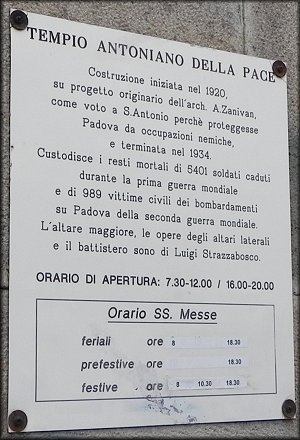 TEMPIO ANTONIANO DELLA PACE
Costruzione iniziata nel 1920,
su progetto originario dell'arch. A.Zanivan,
come voto a S.Antonio perchè proteggesse
Padova da occupazioni nemiche,
e terminata nel 1934.
Custodisce i resti mortali di 5401 soldati caduti
durante la prima guerra mondiale
e di 989 vittime civili dei bombardamenti
su Padova della seconda guerra mondiale.
L'altare maggiore, le opere degli altari laterali
e il battistero sono di Luigi Strazzabosco.
ORARIO DI APERTURA: 7.30-12.00 / 16.00-20.00
Orario SS. Messe
feriali ore 8 18.30
prefestive ore 18.30
festive ore 8 10.30 18.30